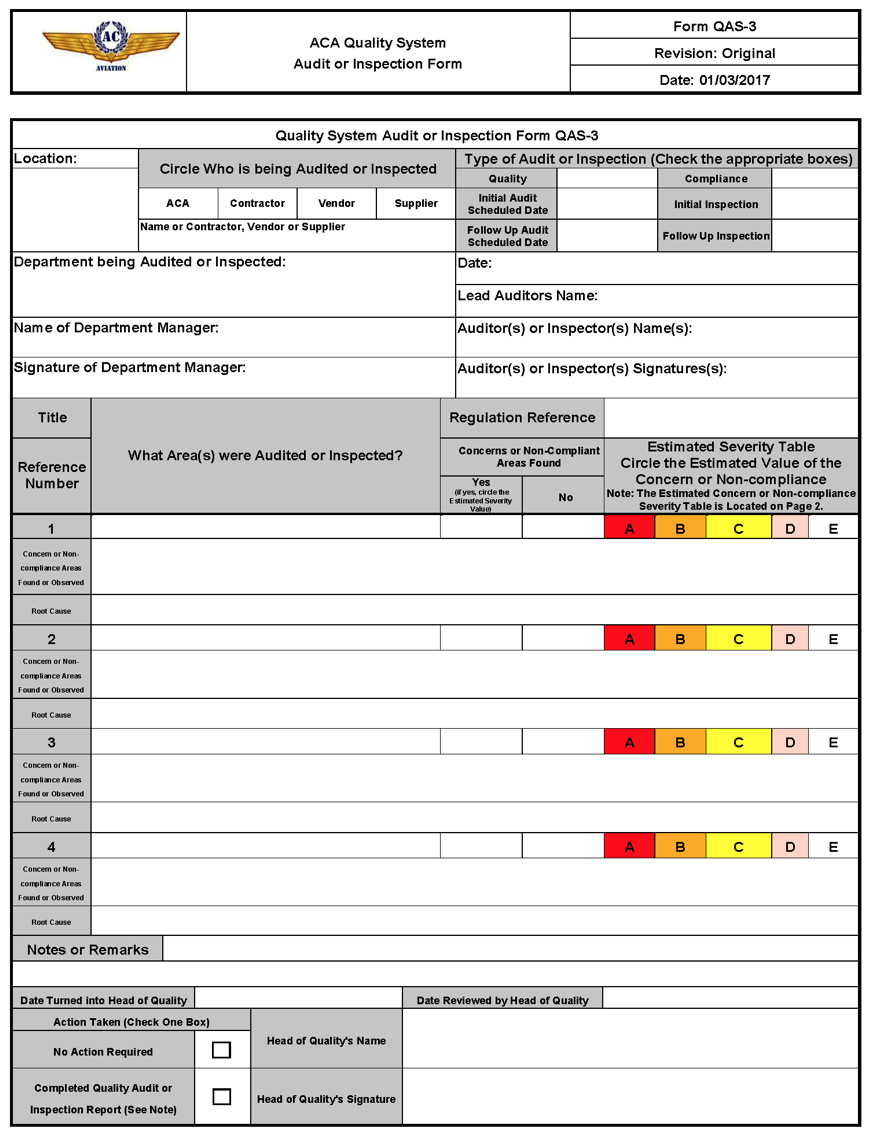 AC
AVIATION
ACA Quality System
Audit or Inspection Form
Form QAS-3
Revision: Original
Date: 01/03/2017
Quality System Audit or Inspection Form QAS-3
Location:
Circle Who is being Audited or Inspected
Type of Audit or Inspection (Check the appropriate boxes)
Quality
Compliance
ACA
Contractor
Vendor
Supplier
Initial Audit
Scheduled Date
Initial Inspection
Name or Contractor, Vendor or Supplier
Follow Up Audit
Scheduled Date
Follow Up Inspection
Department being Audited or Inspected:
Date:
Lead Auditors Name:
Name of Department Manager:
Auditor(s) or Inspector(s) Name(s):
Signature of Department Manager:
Auditor(s) or Inspector(s) Signatures(s):
Title
What Area(s) were Audited or Inspected?
Regulation Reference
Reference
Number
Concerns or Non-Compliant
Areas Found
Yes
(if yes, circle the
Estimated Severity
Value)
No
Estimated Severity Table
Circle the Estimated Value of the
Concern or Non-compliance
Note: The Estimated Concern or Non-compliance
Severity Table is Located on Page 2.
1
A
B
C
D
E
Concern or Non-
compliance Areas
Found or Observed
Root Cause
2
A
B
C
D
E
Concern or Non-
compliance Areas
Found or Observed
Root Cause
3
A
B
C
D
E
Concern or Non-
compliance Areas
Found or Observed
Root Cause
4
A
B
C
D
E
Concern or Non-
compliance Areas
Found or Observed
Root Cause
Notes or Remarks
Date Turned into Head of Quality
Date Reviewed by Head of Quality
Action Taken (Check One Box)
No Action Required
Head of Quality's Name
Completed Quality Audit or
Inspection Report (See Note)
Head of Quality's Signature